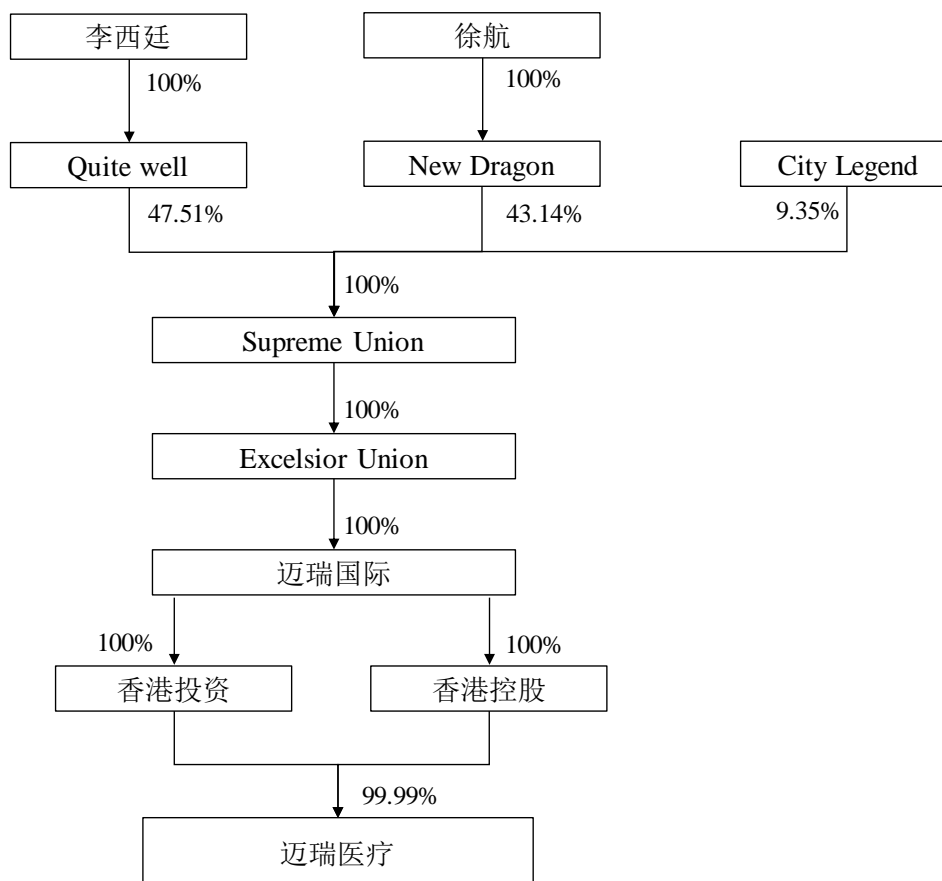 李西廷
徐航
100%
100%
Quite well
New Dragon
City Legend
47.51%
43.14%
9.35%
100%
Supreme Union
100%
Excelsior Union
100%
迈瑞国际
100%
100%
香港投资
香港控股
99.99%
迈瑞医疗